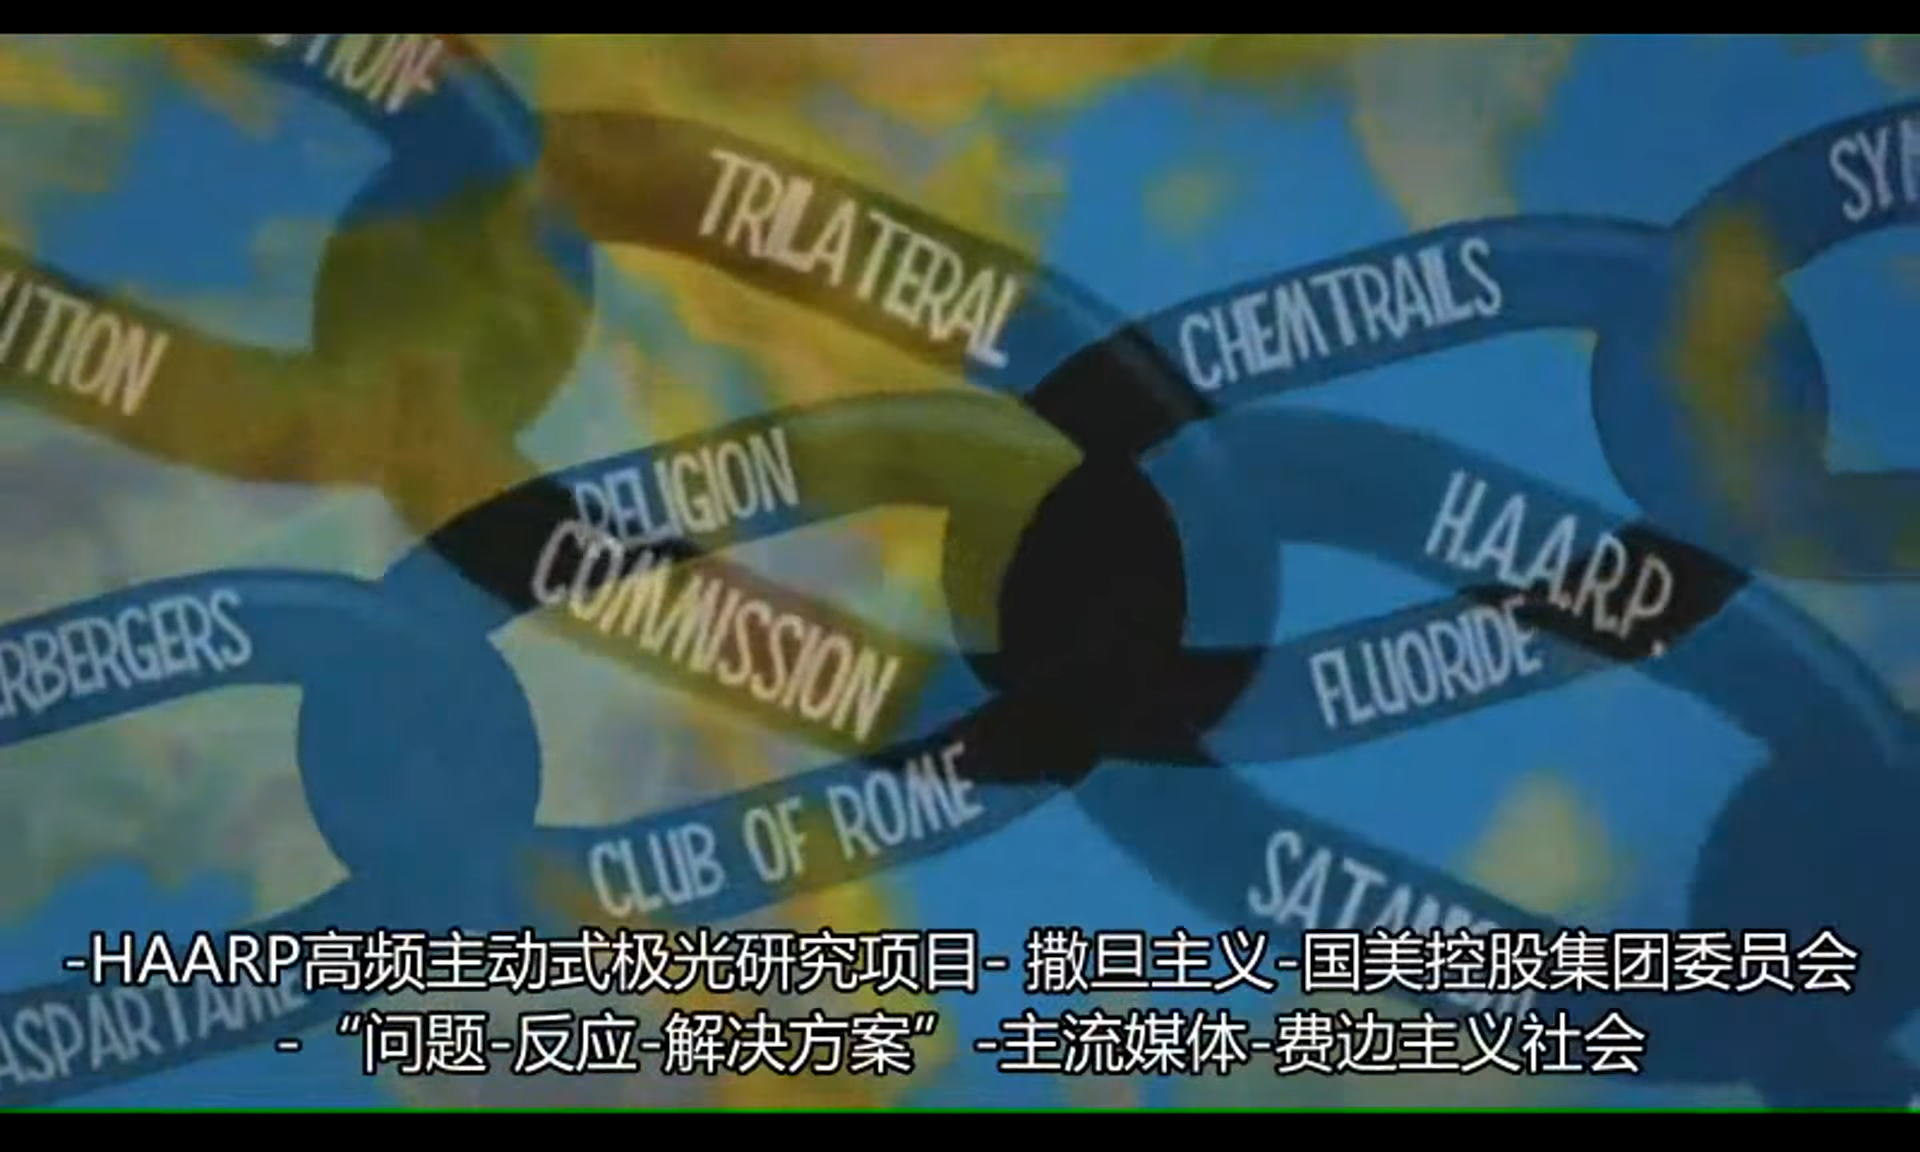 TRILATERAL
CHEMTRAILS
RELIGION
H.A.A.R.P.
COMMISSION
FLUORIDE
CLUB OF ROME
-HAARP高频主动式极光研究项目- 撒旦主义-国美控股集团委员会
-“问题-反应-解决方案” -主流媒体-费边主义社会